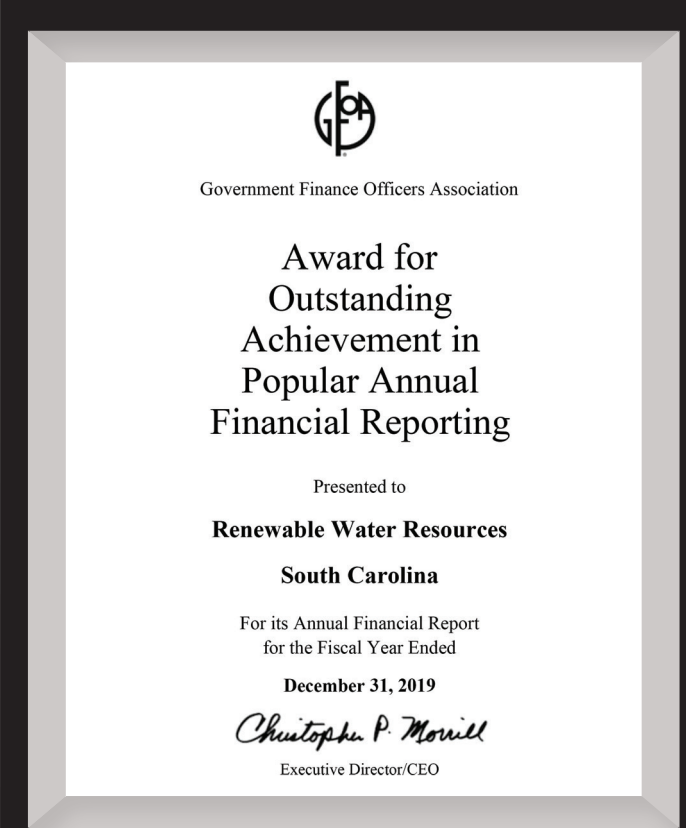 GFOA
Government Finance Officers Association
Award for
Outstanding
Achievement in
Popular Annual
Financial Reporting
Presented to
Renewable Water Resources
South Carolina
For its Annual Financial Report
for the Fiscal Year Ended
December 31, 2019
Christopher P. Morrill
Executive Director/CEO